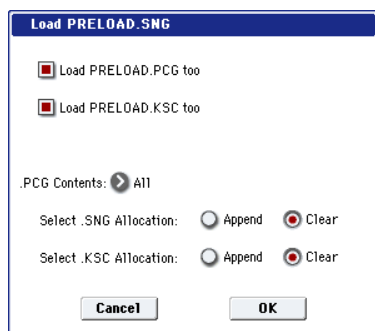 Load PRELOAD.SNG
Load PRELOAD.PCG too
Load PRELOAD.KSC too
.PCG Contents: All
Select .SNG Allocation: Append Clear
Select .KSC Allocation: Append Clear
Cancel OK